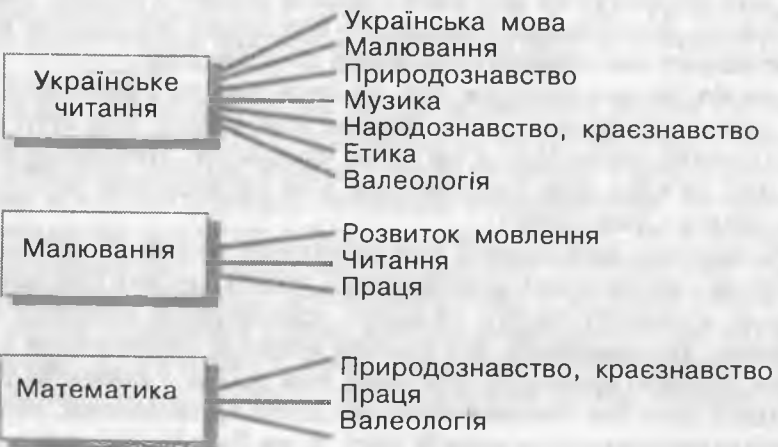 Українське
читання
Українська мова
Малювання
Природознавство
Музика
Народознавство, краєзнавство
Етика
Валеологія
Малювання
Розвиток мовлення
Читання
Праця
Математика
Природознавство, краєзнавство
Праця
Валеологія